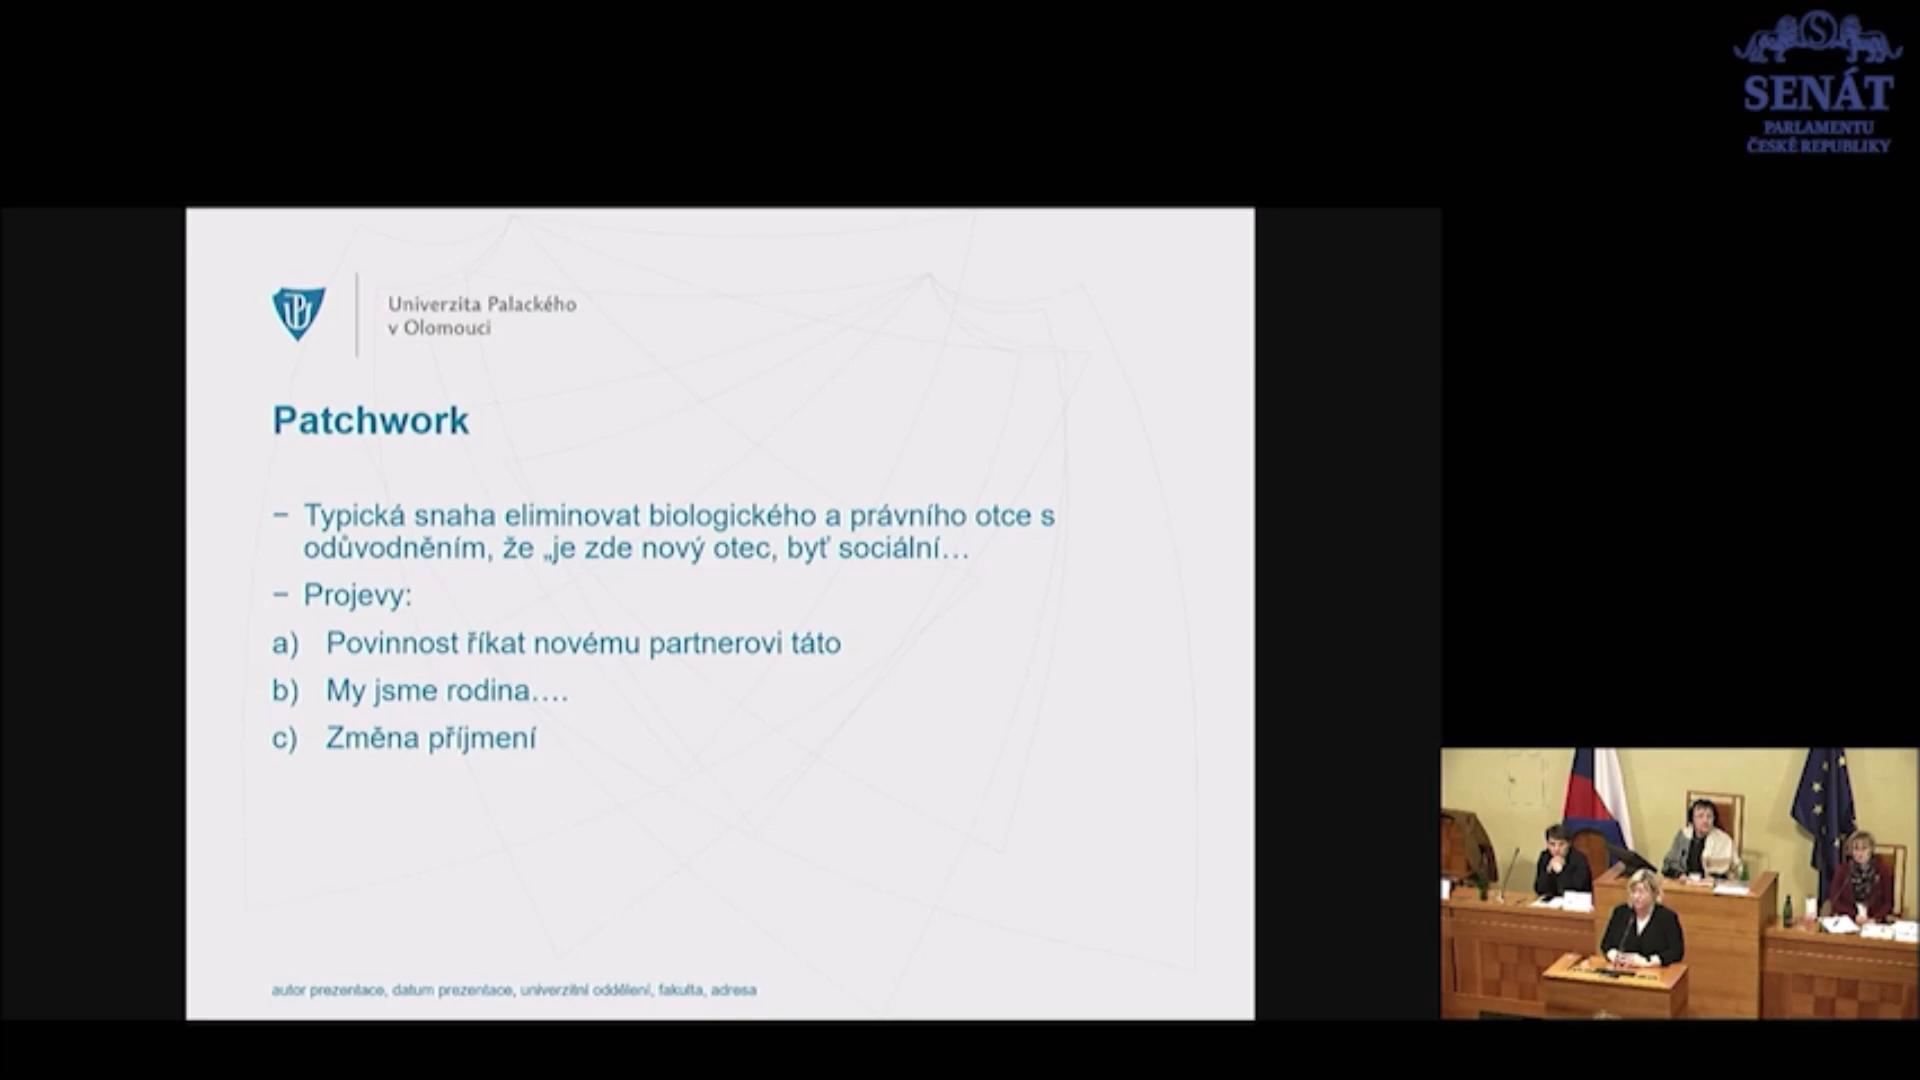 SENÁT
PARLAMENTU
ČESKÉ REPUBLIKY
Univerzita Palackého
v Olomouci
Patchwork
− Typická snaha eliminovat biologického a právního otce s
odůvodněním, že „je zde nový otec, byť sociální…
− Projevy:
a) Povinnost říkat novému partnerovi táto
b) My jsme rodina….
c) Změna příjmení
autor prezentace, datum prezentace, univerzitní oddělení, fakulta, adresa